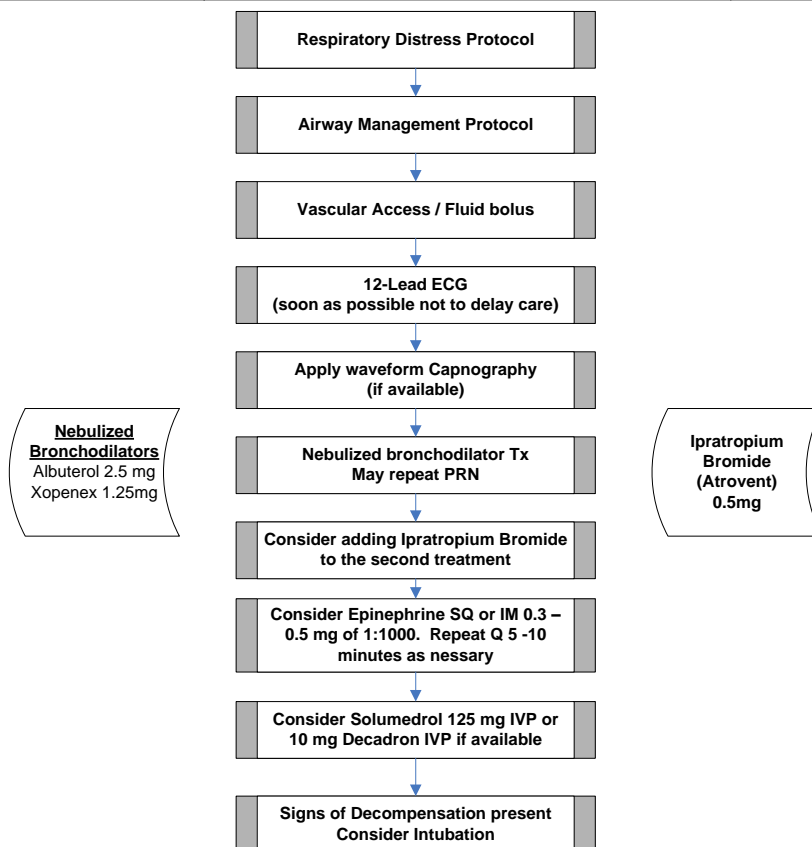 Respiratory Distress Protocol
Airway Management Protocol
Vascular Access / Fluid bolus
12-Lead ECG
(soon as possible not to delay care)
Apply waveform Capnography
(if available)
Nebulized
Bronchodilators
Albuterol 2.5 mg
Xopenex 1.25mg
Nebulized bronchodilator Tx
May repeat PRN
Ipratropium
Bromide
(Atrovent)
0.5mg
Consider adding Ipratropium Bromide
to the second treatment
Consider Epinephrine SQ or IM 0.3 –
0.5 mg of 1:1000.  Repeat Q 5 -10
minutes as nessary
Consider Solumedrol 125 mg IVP or
10 mg Decadron IVP if available
Signs of Decompensation present
Consider Intubation